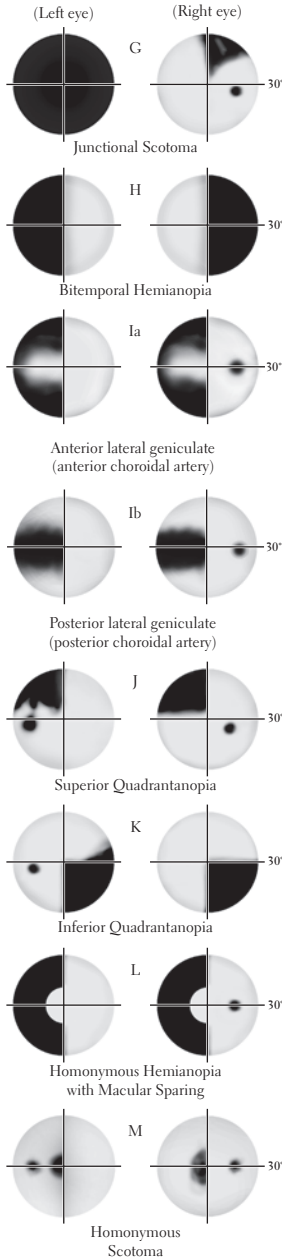 (Left eye) (Right eye)
G
30°
Junctional Scotoma
H
30°
Bitemporal Hemianopia
Ia
30°
Anterior lateral geniculate
(anterior choroidal artery)
Ib
30°
Posterior lateral geniculate
(posterior choroidal artery)
J
30°
Superior Quadrantanopia
K
30°
Inferior Quadrantanopia
L
30°
Homonymous Hemianopia
with Macular Sparing
M
30°
Homonymous
Scotoma